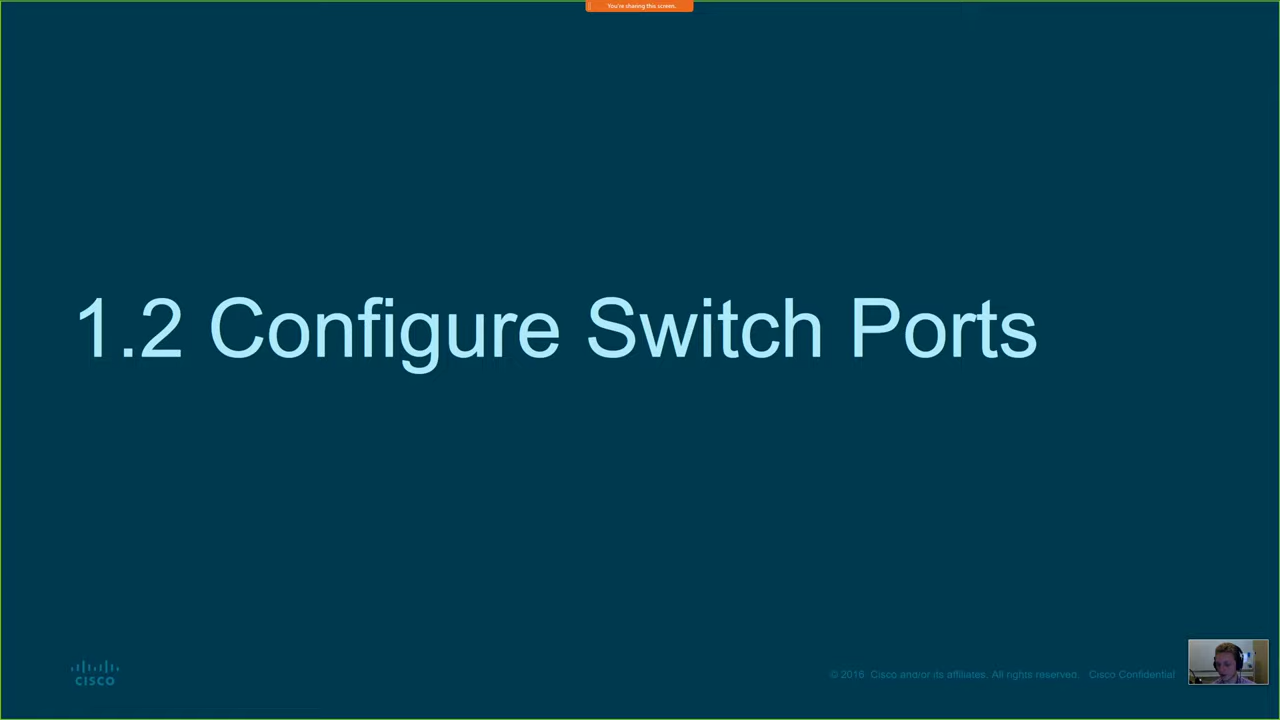 You're sharing this screen.
1.2 Configure Switch Ports
CISCO
© 2016 Cisco and/or its affiliates. All rights reserved. Cisco Confidential